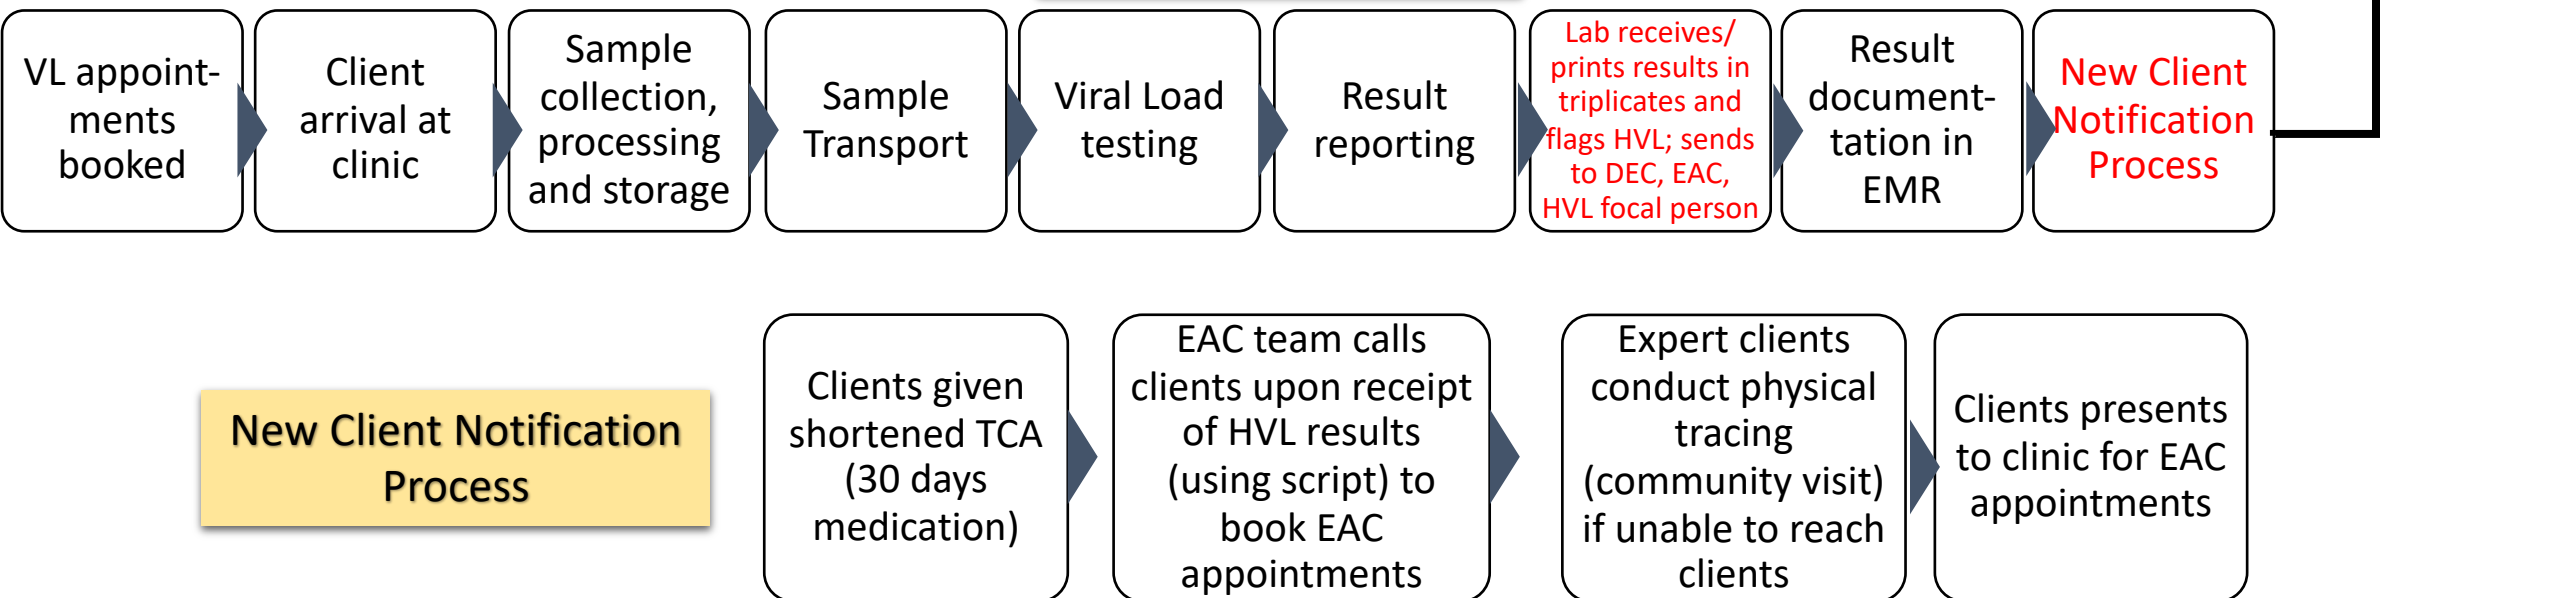 VL appoint-
ments
booked
Client
arrival at
clinic
Sample
collection,
processing
and storage
Sample
Transport
Viral Load
testing
Result
reporting
Lab receives/
prints results in
triplicates and
flags HVL; sends
to DEC, EAC,
HVL focal person
Result
document-
tation in
EMR
New Client
Notification
Process
New Client Notification
Process
Clients given
shortened TCA
(30 days
medication)
EAC team calls
clients upon receipt
of HVL results
(using script) to
book EAC
appointments
Expert clients
conduct physical
tracing
(community visit)
if unable to reach
clients
Clients presents
to clinic for EAC
appointments